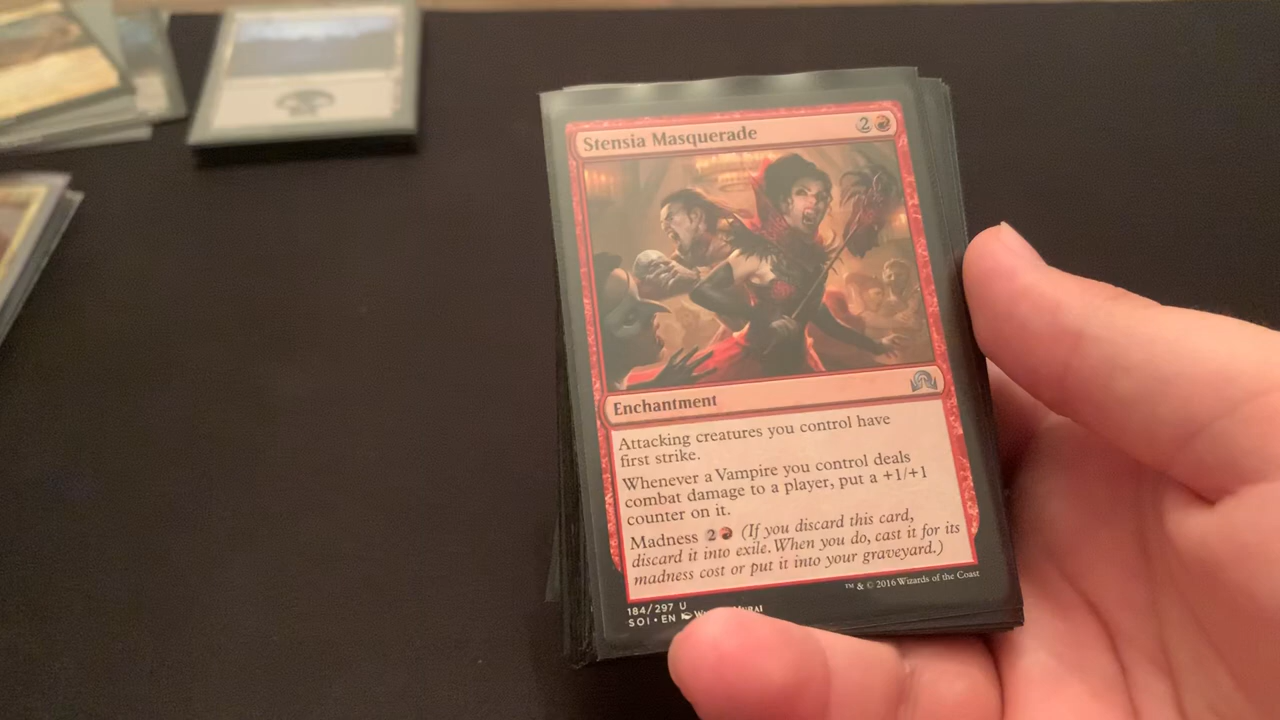 Stensia Masquerade 2
Enchantment
Attacking creatures you control have
first strike.
Whenever a Vampire you control deals
combat damage to a player, put a +1/+1
counter on it.
Madness 2 (If you discard this card,
discard it into exile. When you do, cast it for its
madness cost or put it into your graveyard.)
™ & © 2016 Wizards of the Coast
184/297 U
SOI • EN